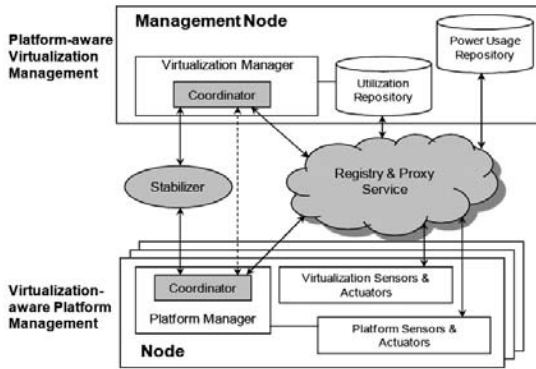 Management Node
Platform-aware
Virtualization
Management
Virtualization Manager
Coordinator
Utilization
Repository
Power Usage
Repository
Stabilizer
Registry & Proxy
Service
Virtualization-
aware Platform
Management
Coordinator
Platform Manager
Node
Virtualization Sensors &
Actuators
Platform Sensors &
Actuators